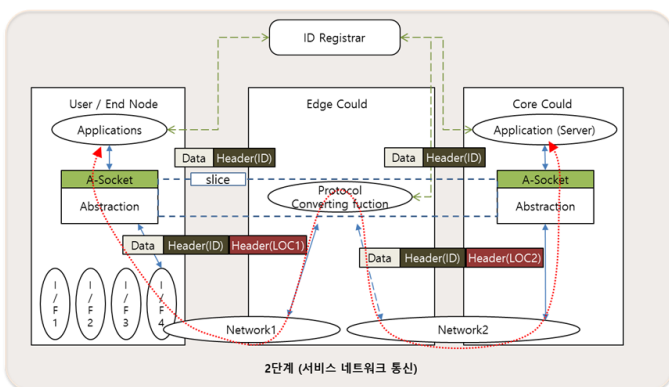 ID Registrar
User / End Node
Edge Could
Core Could
Applications
Application (Server)
Data Header(ID)
Data Header(ID)
A-Socket
slice
A-Socket
Protocol
Converting fuction
Abstraction
Abstraction
Data Header(ID) Header(LOC1)
Data Header(ID) Header(LOC2)
I/F1
I/F2
I/F3
I/F4
Network1
Network2
2단계 (서비스 네트워크 통신)